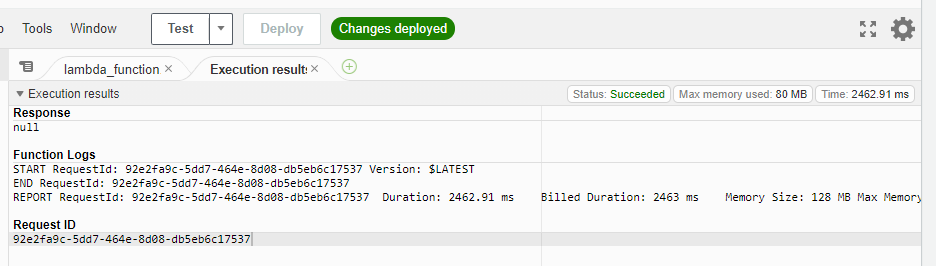 Tools Window Test Deploy Changes deployed
lambda_function Execution results
Execution results Status: Succeeded Max memory used: 80 MB Time: 2462.91 ms
Response
null
Function Logs
START RequestId: 92e2fa9c-5dd7-464e-8d08-db5eb6c17537 Version: $LATEST
END RequestId: 92e2fa9c-5dd7-464e-8d08-db5eb6c17537
REPORT RequestId: 92e2fa9c-5dd7-464e-8d08-db5eb6c17537 Duration: 2462.91 ms Billed Duration: 2463 ms Memory Size: 128 MB Max Memory
Request ID
92e2fa9c-5dd7-464e-8d08-db5eb6c17537